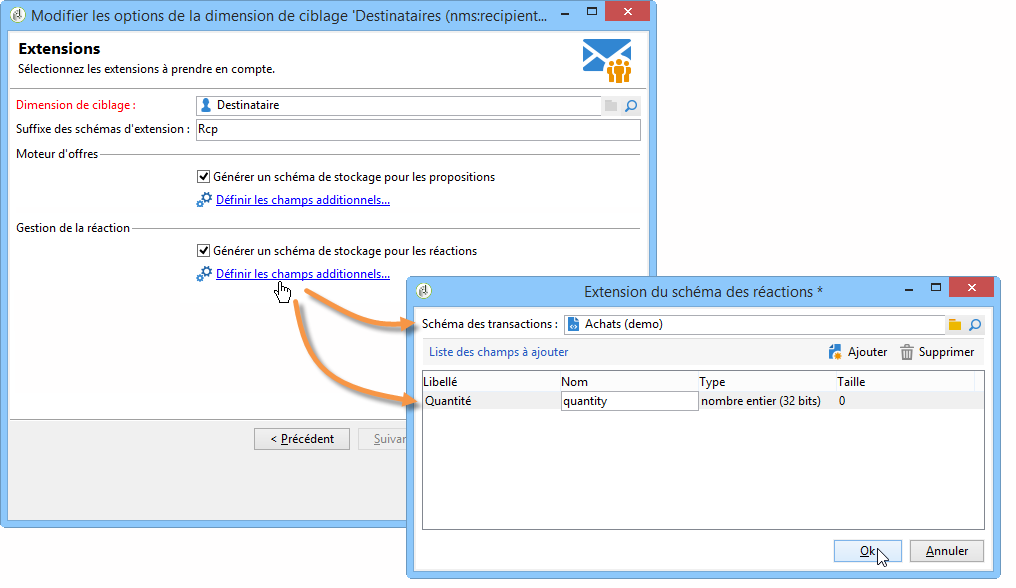 Modifier les options de la dimension de ciblage 'Destinataires (nms:recipient...
Extensions
Sélectionnez les extensions à prendre en compte.
Dimension de ciblage :
Destinataire
Suffixe des schémas d'extension :
Rcp
Moteur d'offres
Générer un schéma de stockage pour les propositions
Définir les champs additionnels...
Gestion de la réaction
Générer un schéma de stockage pour les réactions
Définir les champs additionnels...
< Précédent
Suivan
Extension du schéma des réactions *
Schéma des transactions :
Achats (demo)
Liste des champs à ajouter
Ajouter
Supprimer
Libellé Nom Type Taille
Quantité quantity nombre entier (32 bits) 0
Ok
Annuler